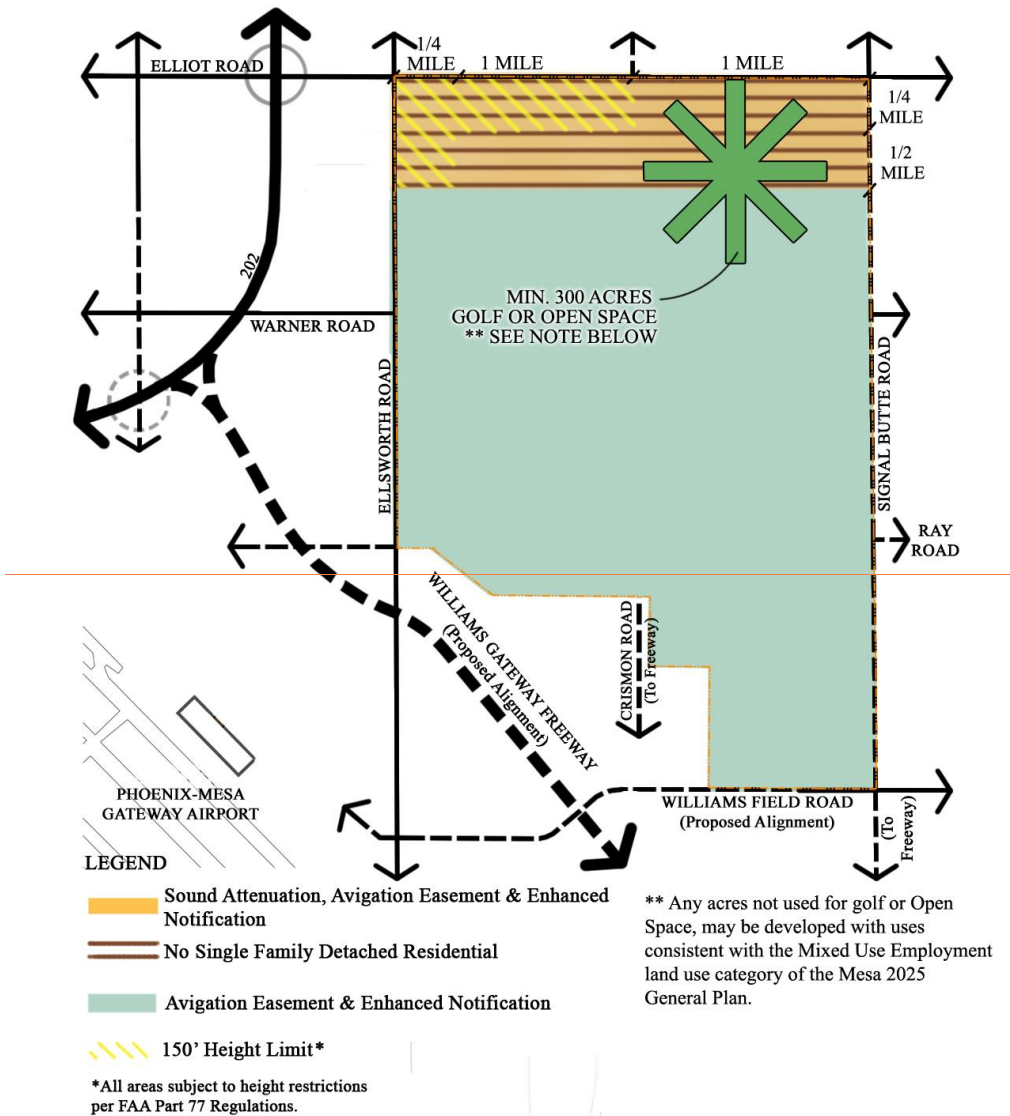 1/4
MILE
1 MILE
1 MILE
ELLIOT ROAD
1/4
MILE
1/2
MILE
202
MIN. 300 ACRES
GOLF OR OPEN SPACE
** SEE NOTE BELOW
WARNER ROAD
ELLSWORTH ROAD
SIGNAL BUTTE ROAD
RAY
ROAD
WILLIAMS GATEWAY FREEWAY
(Proposed Alignment)
CRISMON ROAD
(To Freeway)
PHOENIX-MESA
GATEWAY AIRPORT
WILLIAMS FIELD ROAD
(Proposed Alignment)
(To
Freeway)
LEGEND
Sound Attenuation, Avigation Easement & Enhanced
Notification
No Single Family Detached Residential
Avigation Easement & Enhanced Notification
150' Height Limit*
*All areas subject to height restrictions
per FAA Part 77 Regulations.
** Any acres not used for golf or Open
Space, may be developed with uses
consistent with the Mixed Use Employment
land use category of the Mesa 2025
General Plan.